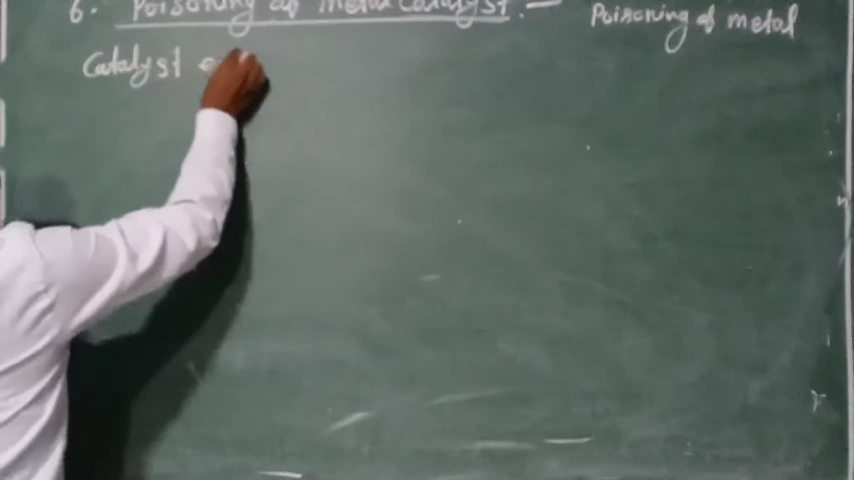 6. Poisoning of metal catalyst. — Poisoning of metal
Catalyst